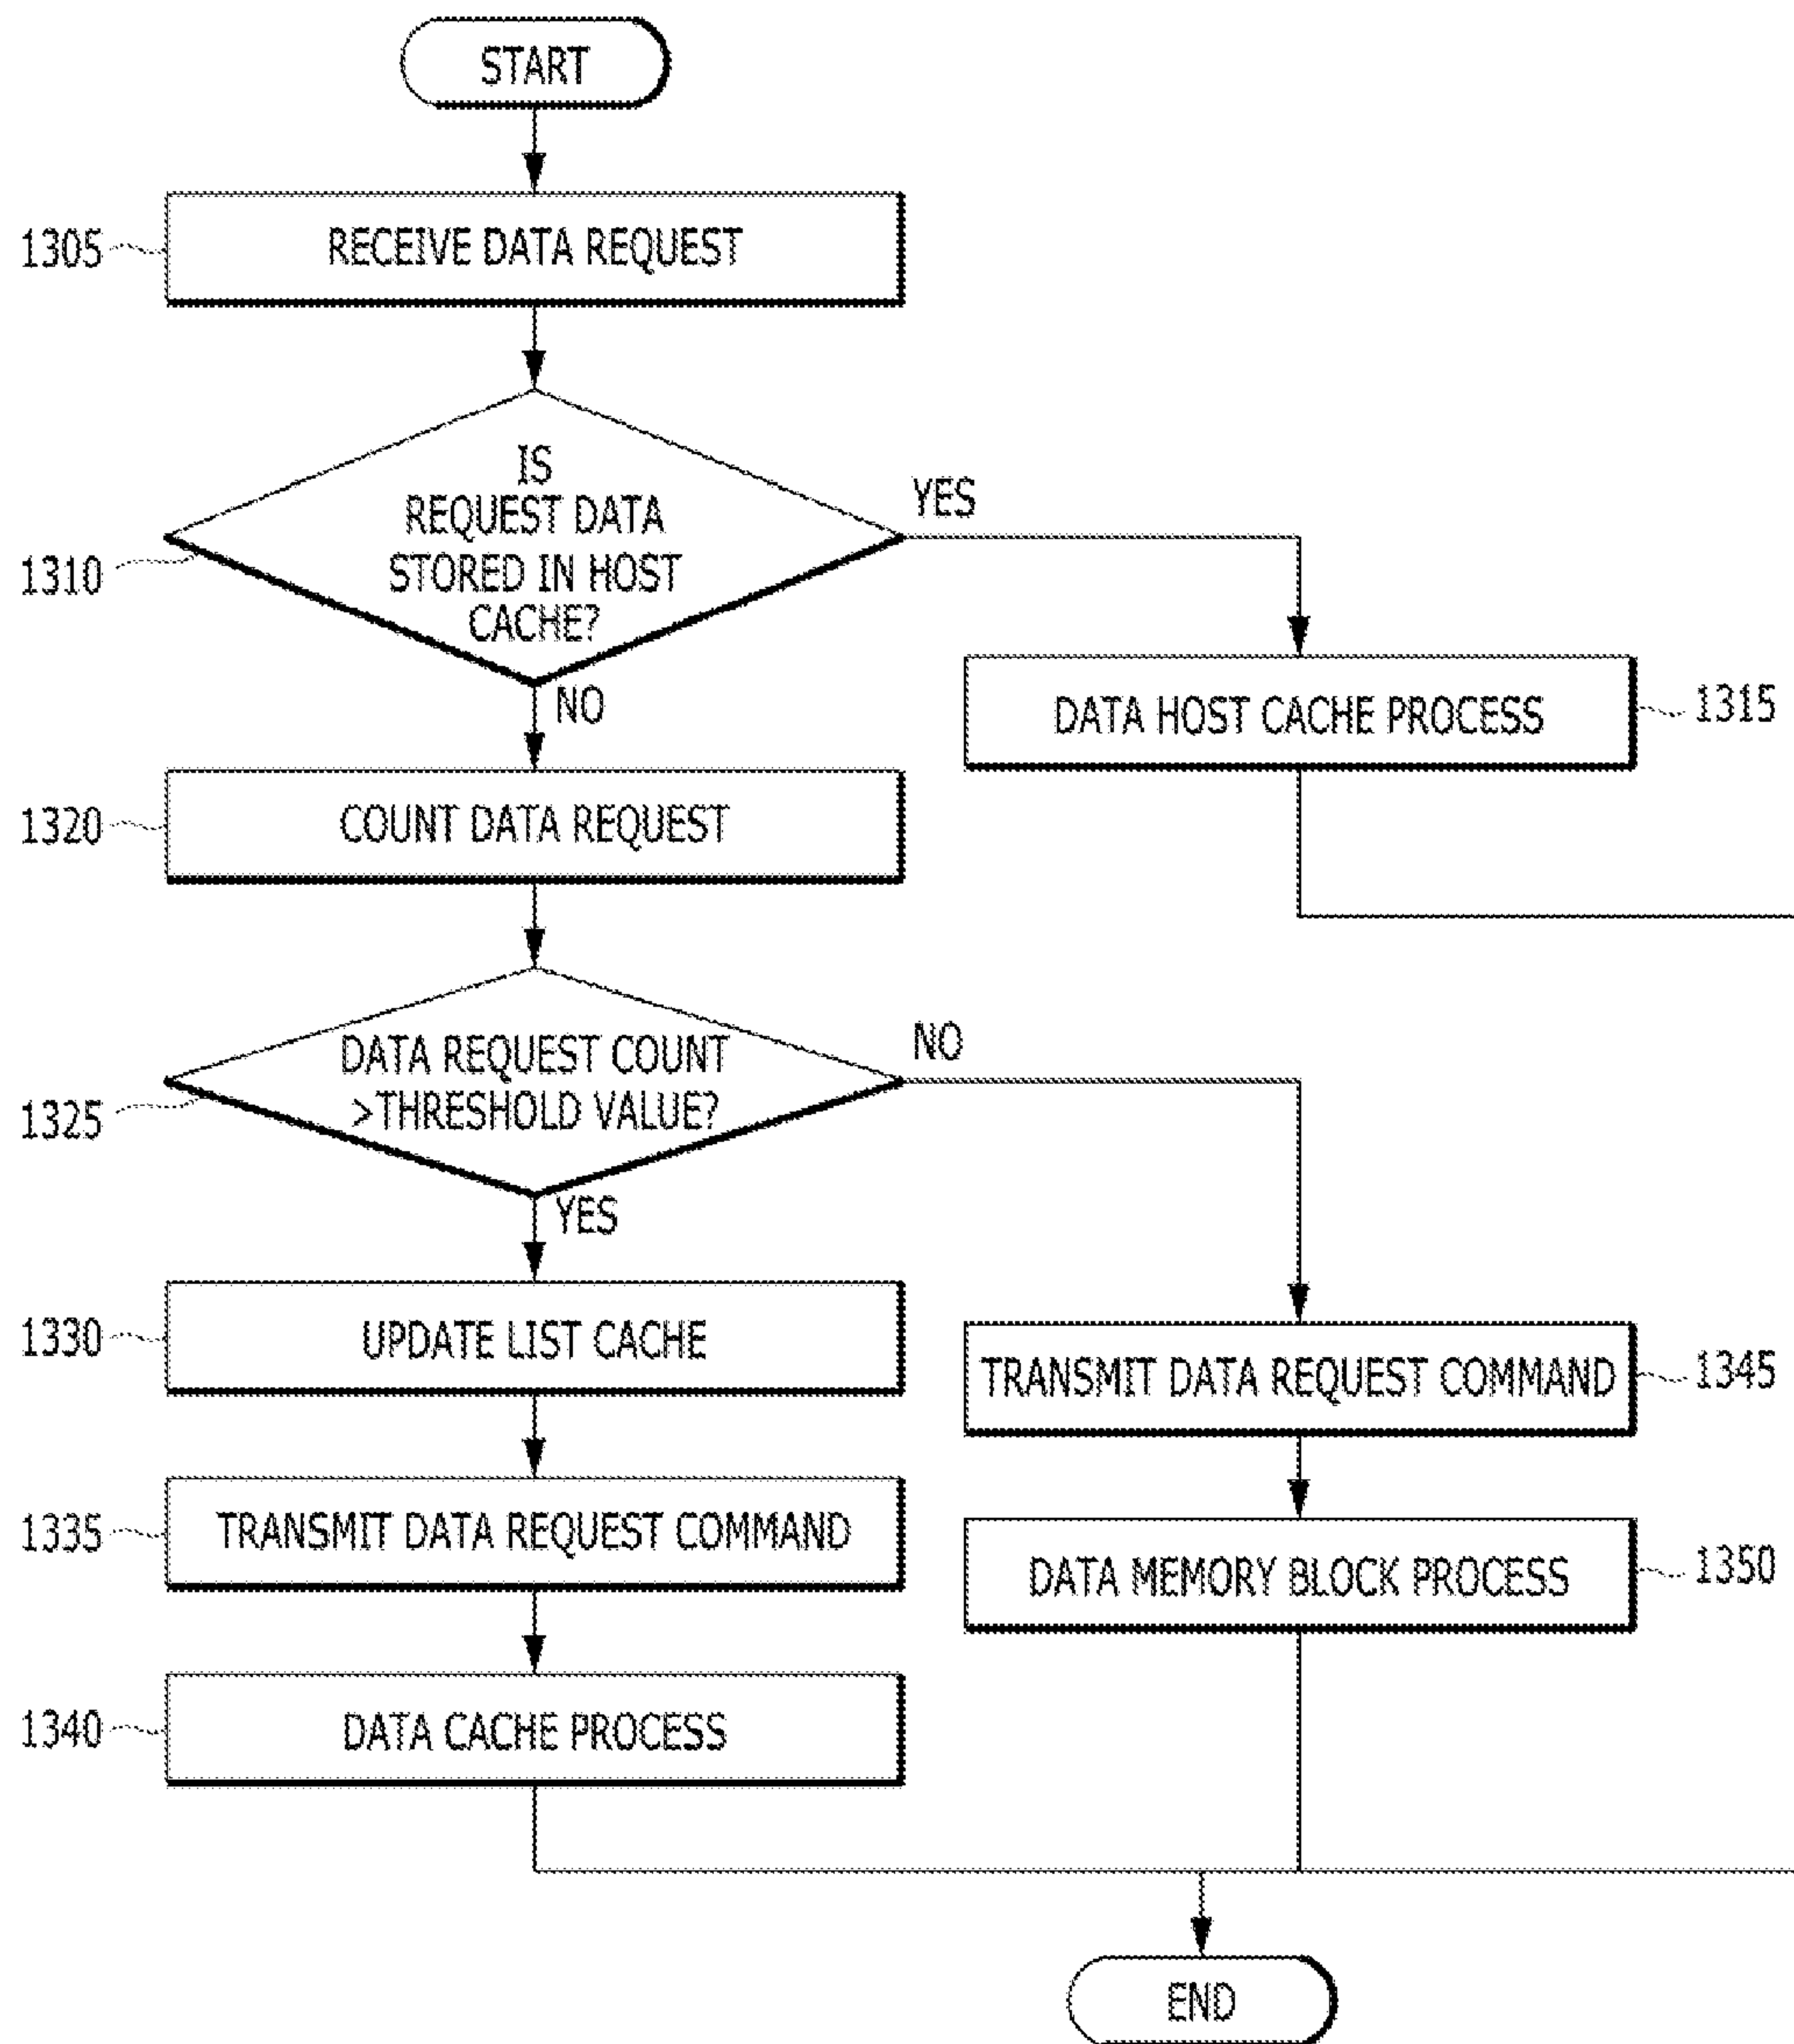 START
1305
RECEIVE DATA REQUEST
IS
REQUEST DATA
STORED IN HOST
CACHE?
1310
YES
NO
DATA HOST CACHE PROCESS
1315
1320
COUNT DATA REQUEST
DATA REQUEST COUNT
>THRESHOLD VALUE?
1325
NO
YES
1330
UPDATE LIST CACHE
TRANSMIT DATA REQUEST COMMAND
1345
1335
TRANSMIT DATA REQUEST COMMAND
DATA MEMORY BLOCK PROCESS
1350
1340
DATA CACHE PROCESS
END